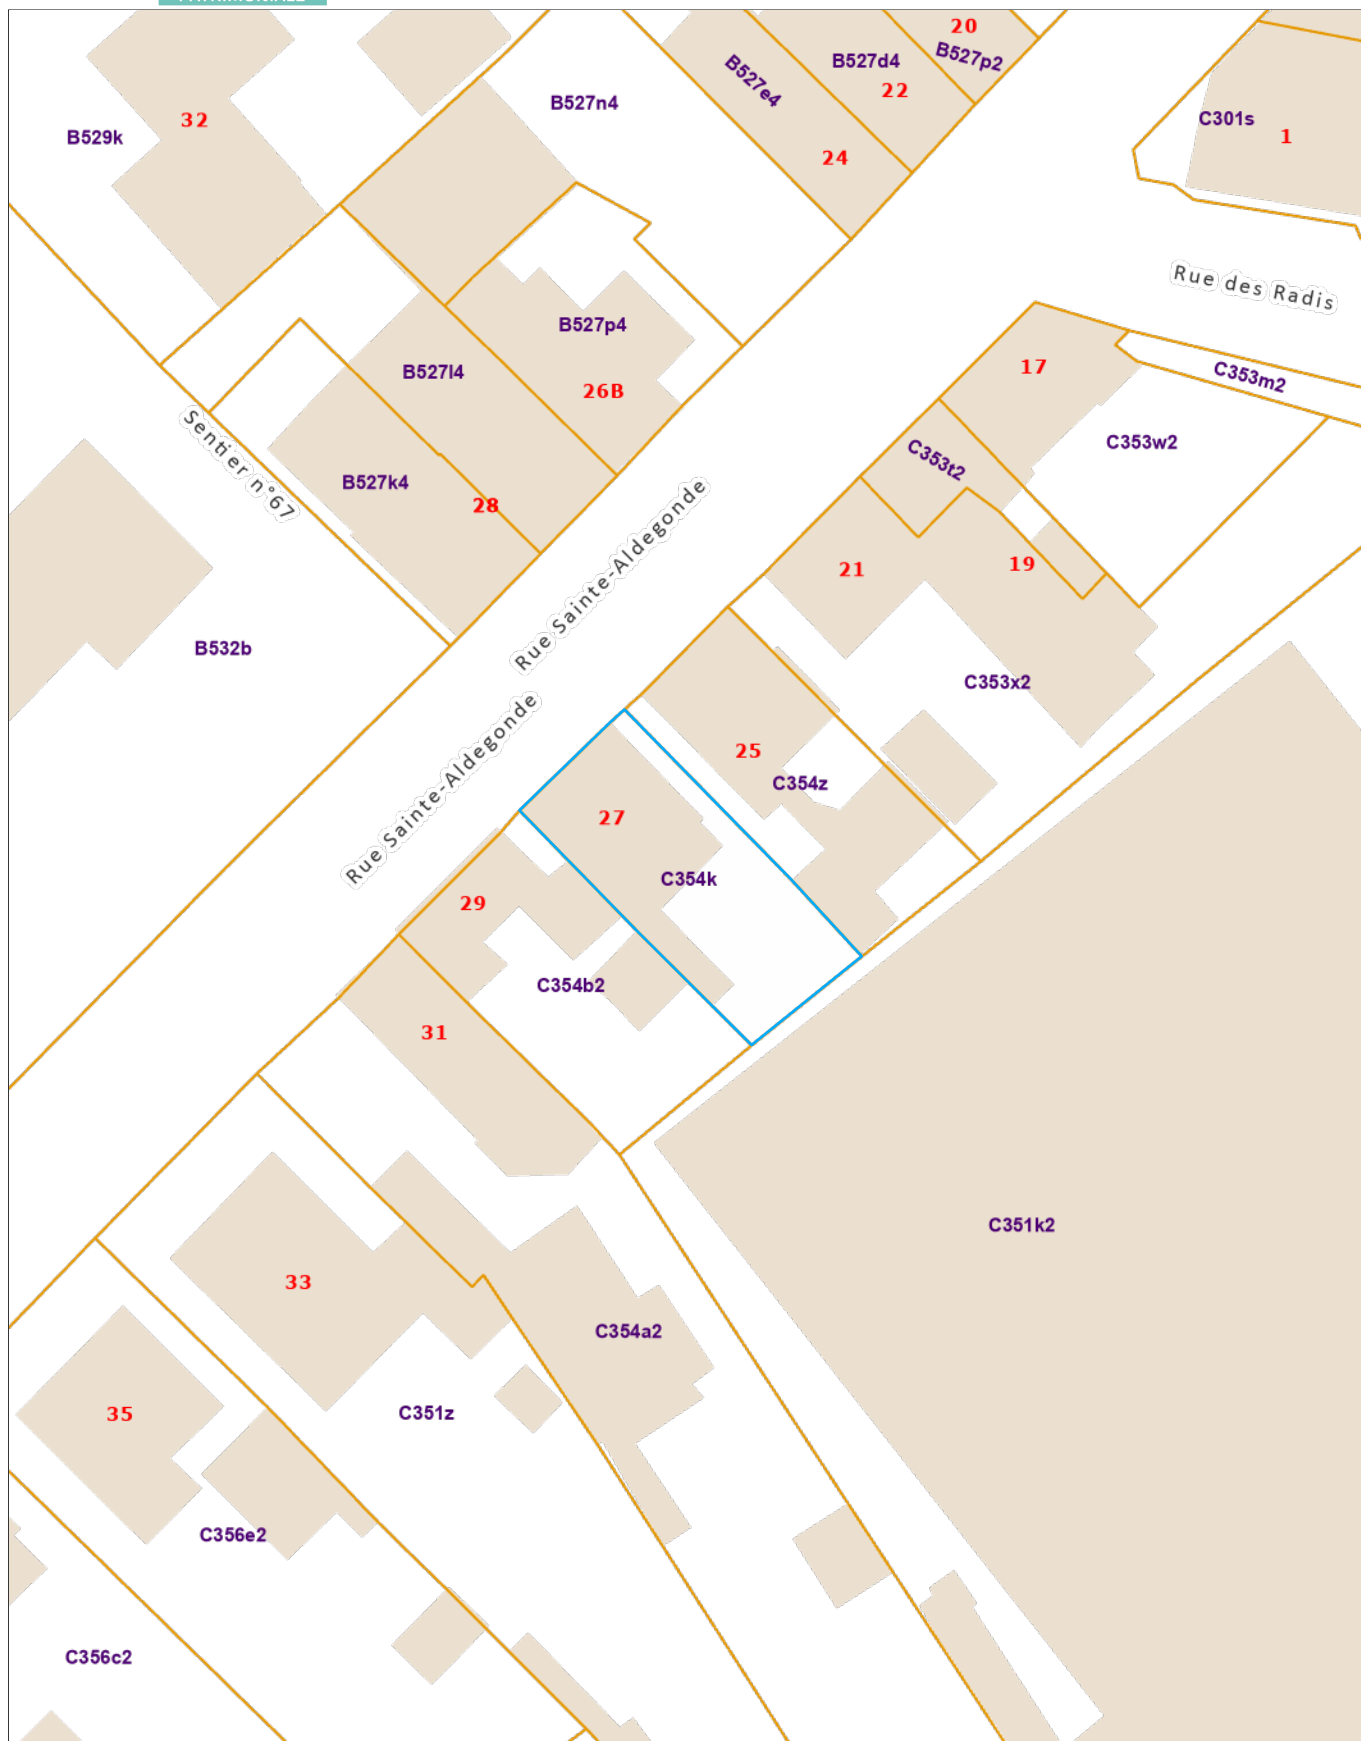 20
B527p2
B527d4
22
B527e4
24
B527n4
C301s
1
32
B529k
Rue des Radis
B527p4
26B
B527l4
B527k4
28
Sentier n°67
17
C353m2
C353w2
C353t2
21
19
Rue Sainte-Aldegonde
B532b
C353x2
25
C354z
Rue Sainte-Aldegonde
27
C354k
29
C354b2
31
C351k2
33
C354a2
35
C351z
C356e2
C356c2